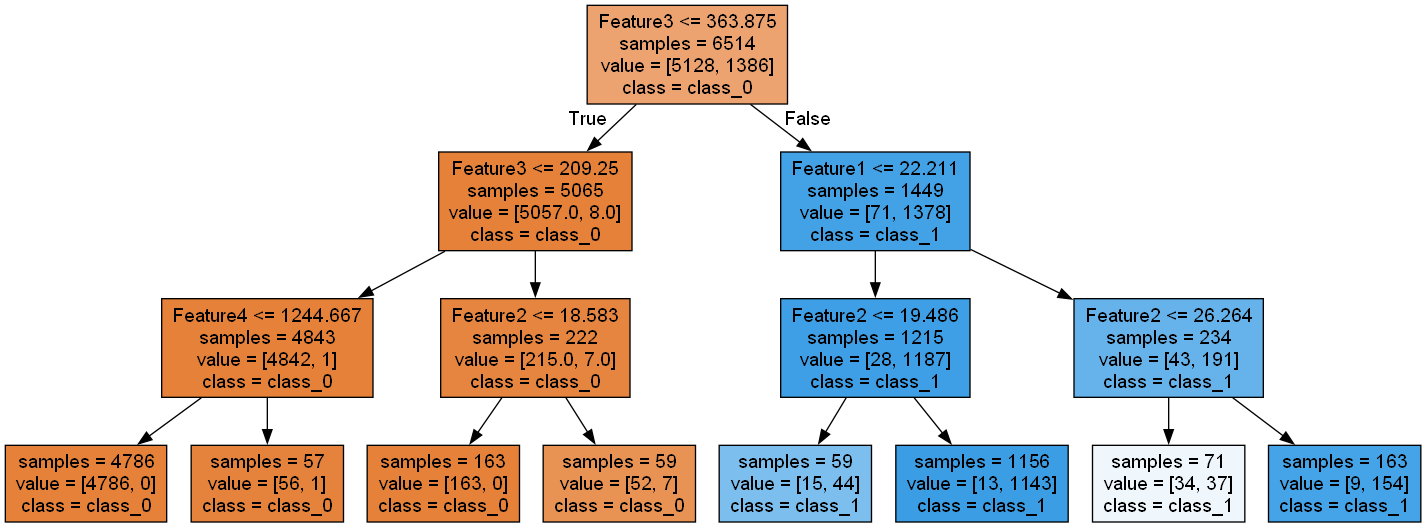 Feature3 <= 363.875
samples = 6514
value = [5128, 1386]
class = class_0
True
False
Feature3 <= 209.25
samples = 5065
value = [5057.0, 8.0]
class = class_0
Feature1 <= 22.211
samples = 1449
value = [71, 1378]
class = class_1
Feature4 <= 1244.667
samples = 4843
value = [4842, 1]
class = class_0
Feature2 <= 18.583
samples = 222
value = [215.0, 7.0]
class = class_0
Feature2 <= 19.486
samples = 1215
value = [28, 1187]
class = class_1
Feature2 <= 26.264
samples = 234
value = [43, 191]
class = class_1
samples = 4786
value = [4786, 0]
class = class_0
samples = 57
value = [56, 1]
class = class_0
samples = 163
value = [163, 0]
class = class_0
samples = 59
value = [52, 7]
class = class_0
samples = 59
value = [15, 44]
class = class_1
samples = 1156
value = [13, 1143]
class = class_1
samples = 71
value = [34, 37]
class = class_1
samples = 163
value = [9, 154]
class = class_1